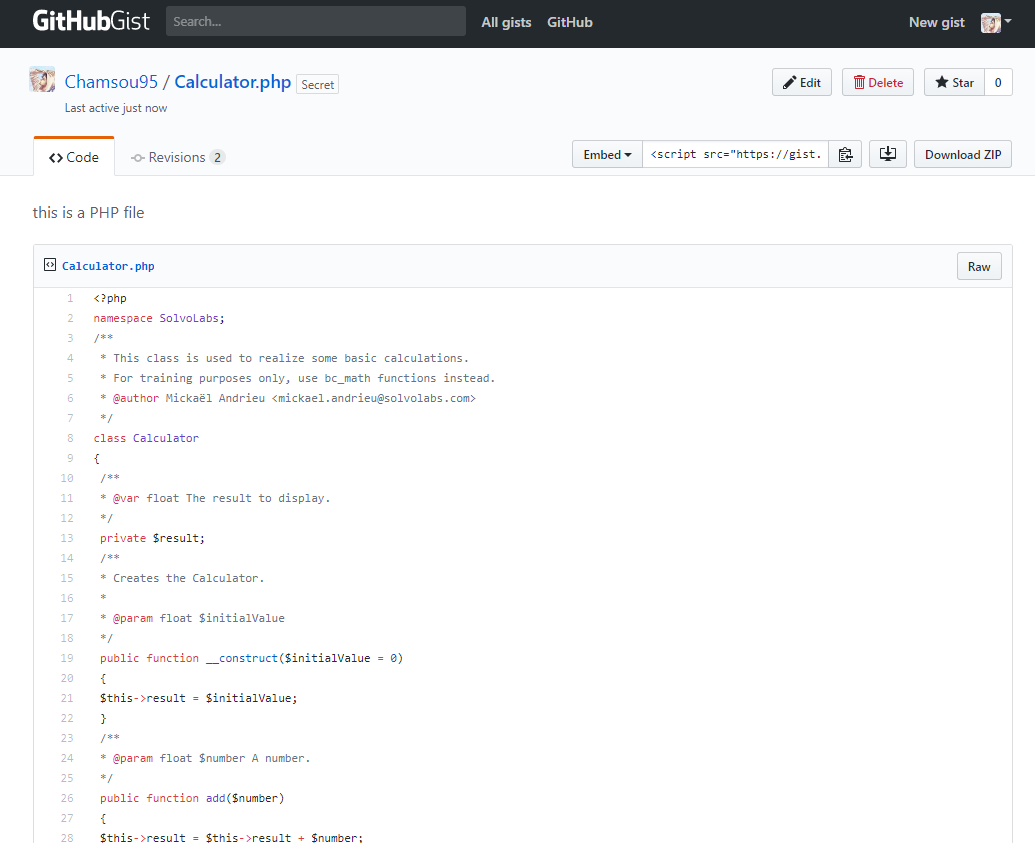 GitHubGist Search... All gists GitHub New gist
Chamsou95 / Calculator.php Secret Edit Delete Star 0
Last active just now
Code Revisions 2 Embed <script src="https://gist. Download ZIP
this is a PHP file
Calculator.php Raw
1 <?php
2 namespace SolvoLabs;
3 /**
4 * This class is used to realize some basic calculations.
5 * For training purposes only, use bc_math functions instead.
6 * @author Mickaël Andrieu <mickael.andrieu@solvolabs.com>
7 */
8 class Calculator
9 {
10 /**
11 * @var float The result to display.
12 */
13 private $result;
14 /**
15 * Creates the Calculator.
16 *
17 * @param float $initialValue
18 */
19 public function __construct($initialValue = 0)
20 {
21 $this->result = $initialValue;
22 }
23 /**
24 * @param float $number A number.
25 */
26 public function add($number)
27 {
28 $this->result = $this->result + $number;